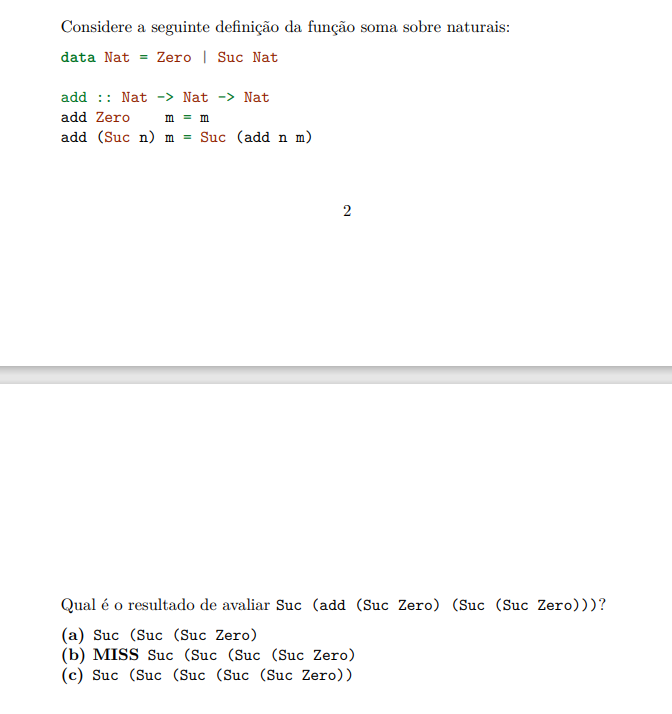 Considere a seguinte definição da função soma sobre naturais:
data Nat = Zero | Suc Nat
add :: Nat -> Nat -> Nat
add Zero    m = m
add (Suc n) m = Suc (add n m)
2
Qual é o resultado de avaliar Suc (add (Suc Zero) (Suc (Suc Zero)))?
(a) Suc (Suc (Suc Zero)
(b) MISS Suc (Suc (Suc (Suc Zero)
(c) Suc (Suc (Suc (Suc (Suc Zero))